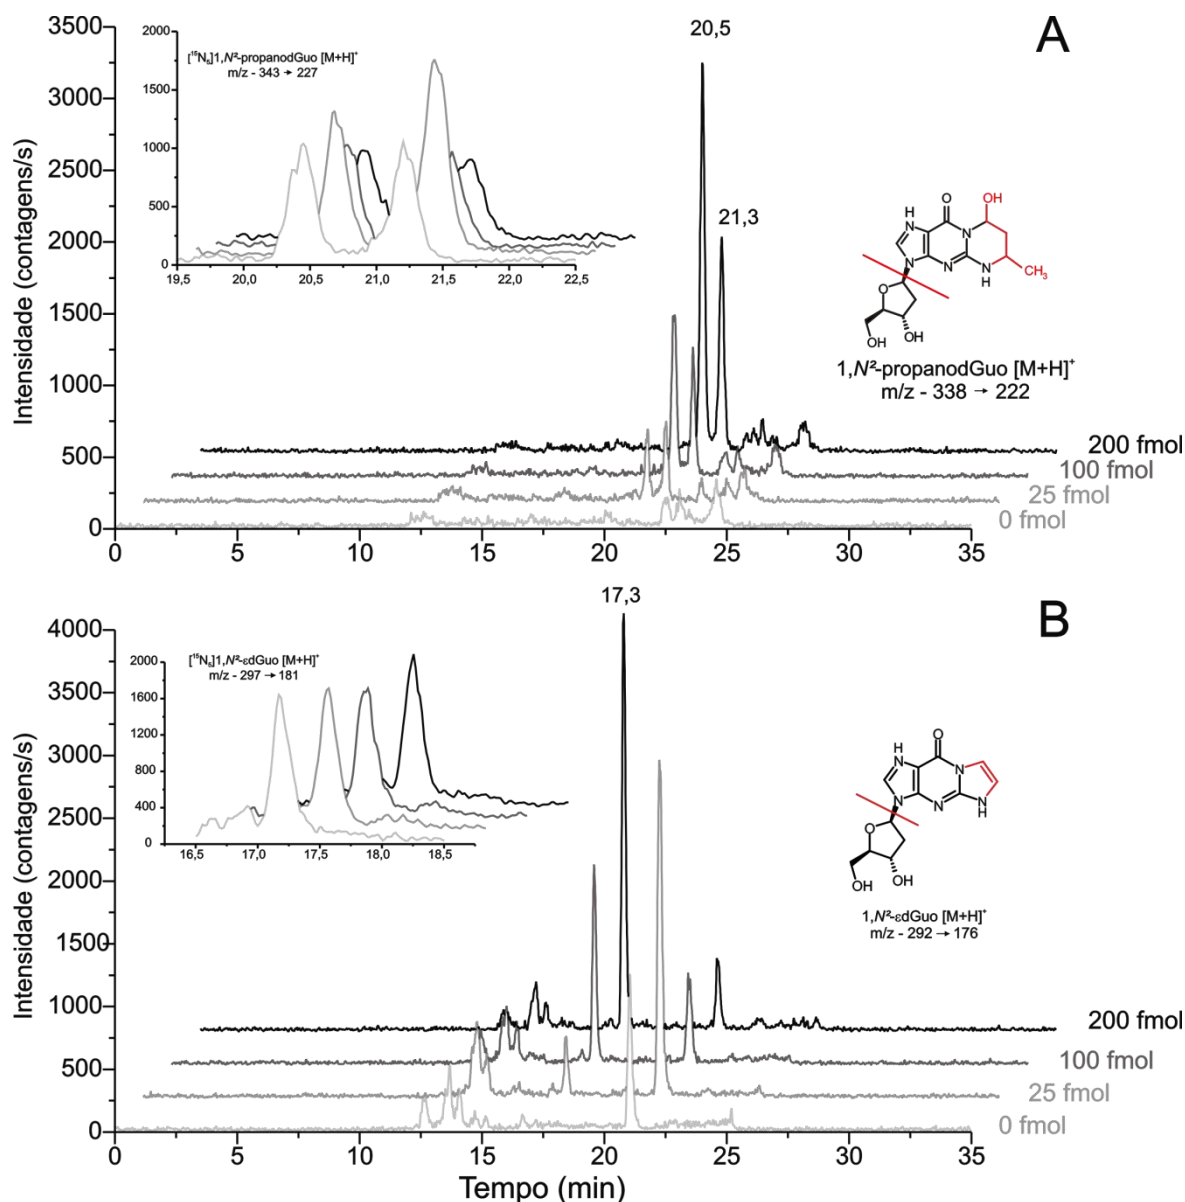 A
Intensidade (contagens/s)
3500
3000
2500
2000
1500
1000
500
0
0 5 10 15 20 25 30 35
2000
1500
1000
500
0
19,5 20,0 20,5 21,0 21,5 22,0 22,5
[¹⁵N₅]1,N²-propanodGuo [M+H]⁺
m/z - 343 → 227
20,5
21,3
O
OH
H
N
N
N
N
N
H
CH₃
O
OH
OH
1,N²-propanodGuo [M+H]⁺
m/z - 338 → 222
200 fmol
100 fmol
25 fmol
0 fmol
B
Intensidade (contagens/s)
4000
3500
3000
2500
2000
1500
1000
500
0
0 5 10 15 20 25 30 35
Tempo (min)
2000
1600
1200
800
400
0
16,5 17,0 17,5 18,0 18,5
[¹⁵N₅]1,N²-εdGuo [M+H]⁺
m/z - 297 → 181
17,3
O
H
N
N
N
N
N
H
O
OH
OH
1,N²-εdGuo [M+H]⁺
m/z - 292 → 176
200 fmol
100 fmol
25 fmol
0 fmol